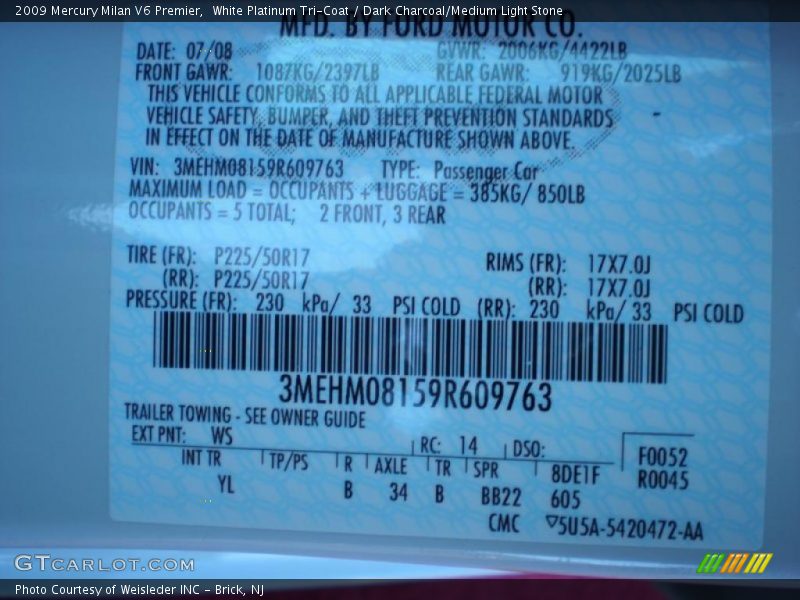 2009 Mercury Milan V6 Premier,  White Platinum Tri-Coat / Dark Charcoal/Medium Light Stone
MFD. BY FORD MOTOR CO.
DATE: 07/08 GVWR: 2006KG/4422LB
FRONT GAWR: 1087KG/2397LB REAR GAWR: 919KG/2025LB
THIS VEHICLE CONFORMS TO ALL APPLICABLE FEDERAL MOTOR
VEHICLE SAFETY, BUMPER, AND THEFT PREVENTION STANDARDS
IN EFFECT ON THE DATE OF MANUFACTURE SHOWN ABOVE.
VIN: 3MEHM08159R609763 TYPE: Passenger Car
MAXIMUM LOAD = OCCUPANTS + LUGGAGE = 385KG/ 850LB
OCCUPANTS = 5 TOTAL; 2 FRONT, 3 REAR
TIRE (FR): P225/50R17 RIMS (FR): 17X7.0J
(RR): P225/50R17 (RR): 17X7.0J
PRESSURE (FR): 230 kPa/ 33 PSI COLD (RR): 230 kPa/ 33 PSI COLD
3MEHM08159R609763
TRAILER TOWING - SEE OWNER GUIDE
EXT PNT: WS RC: 14 DSO: F0052
INT TR TP/PS R AXLE TR SPR 8DE1F R0045
YL B 34 B BB22 605
CMC 5U5A-5420472-AA
GTCARLOT.COM
Photo Courtesy of Weisleder INC - Brick, NJ